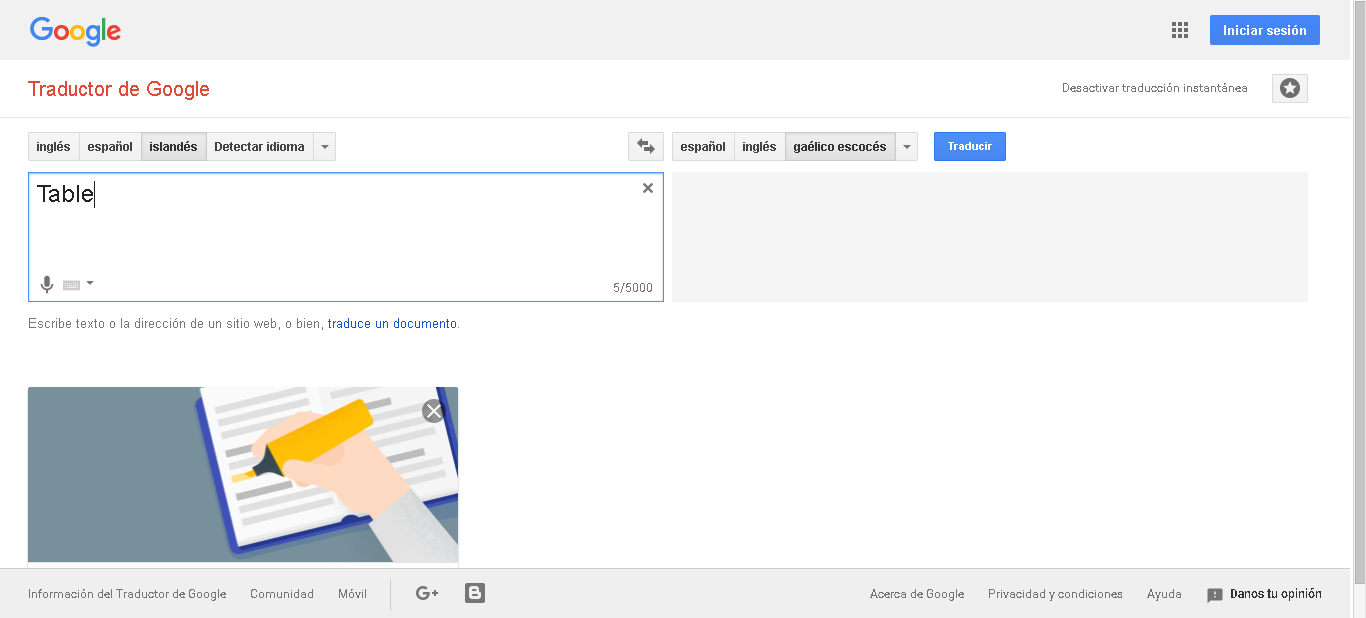 Google
Iniciar sesión
Traductor de Google
Desactivar traducción instantánea
inglés español islandés Detectar idioma
español inglés gaélico escocés
Traducir
Table
5/5000
Escribe texto o la dirección de un sitio web, o bien, traduce un documento.
Información del Traductor de Google Comunidad Móvil G+ B Acerca de Google Privacidad y condiciones Ayuda Danos tu opinión